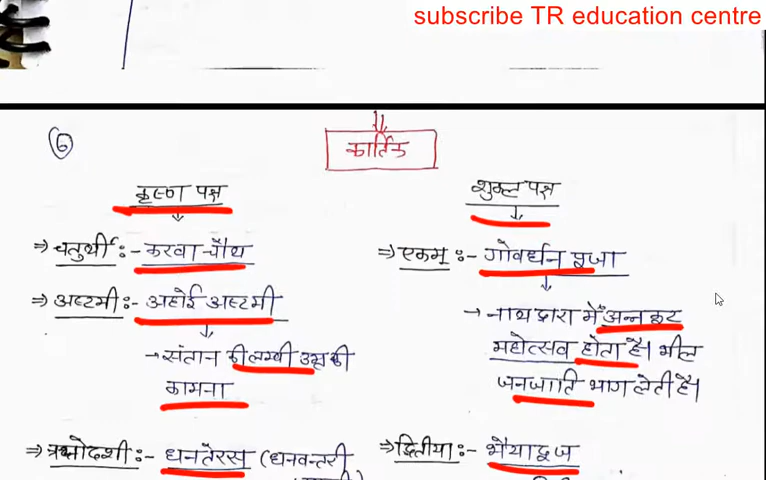 subscribe TR education centre
६
कार्तिक
कृष्ण पक्ष
⇒ चतुर्थी :- करवा चौथ
⇒ अष्टमी :- अहोई अष्टमी
→ संतान की लम्बी उम्र की
कामना
⇒ त्रयोदशी :- धनतेरस (धनवन्तरी
शुक्ल पक्ष
⇒ एकम् :- गोवर्धन पूजा
→ नाथद्वारा में अन्नकूट
महोत्सव होता है। भील
जनजाति भाग लेती है।
⇒ द्वितीया :- भैयादूज